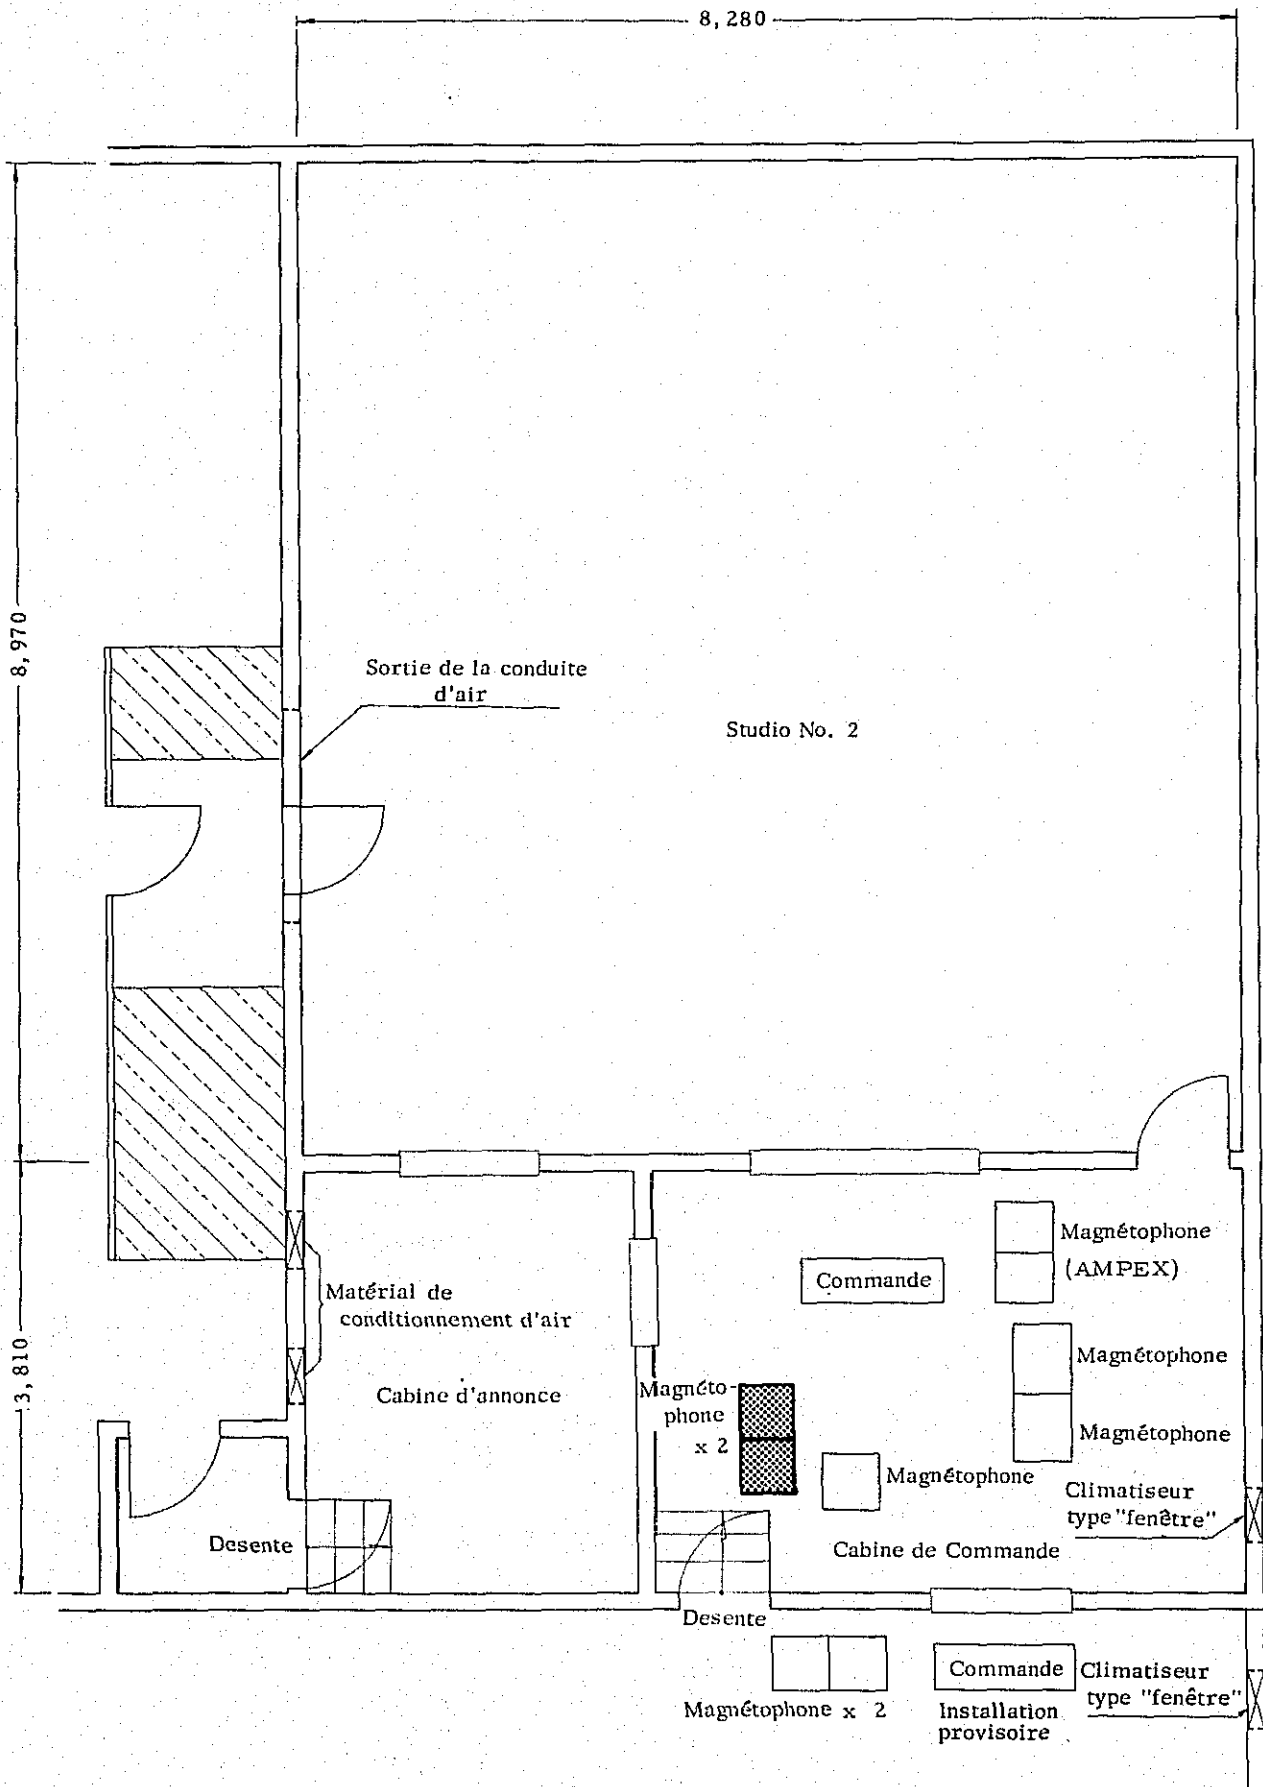 8,280
8,970
Sortie de la conduite
d'air
Studio No. 2
3,810
Matérial de
conditionnement d'air
Cabine d'annonce
Desente
Commande
Magnétophone
(AMPEX)
Magnétophone
Magnétophone
Magnéto-
phone
x 2
Magnétophone
Climatiseur
type "fenêtre"
Cabine de Commande
Desente
Magnétophone x 2
Commande
Installation
provisoire
Climatiseur
type "fenêtre"